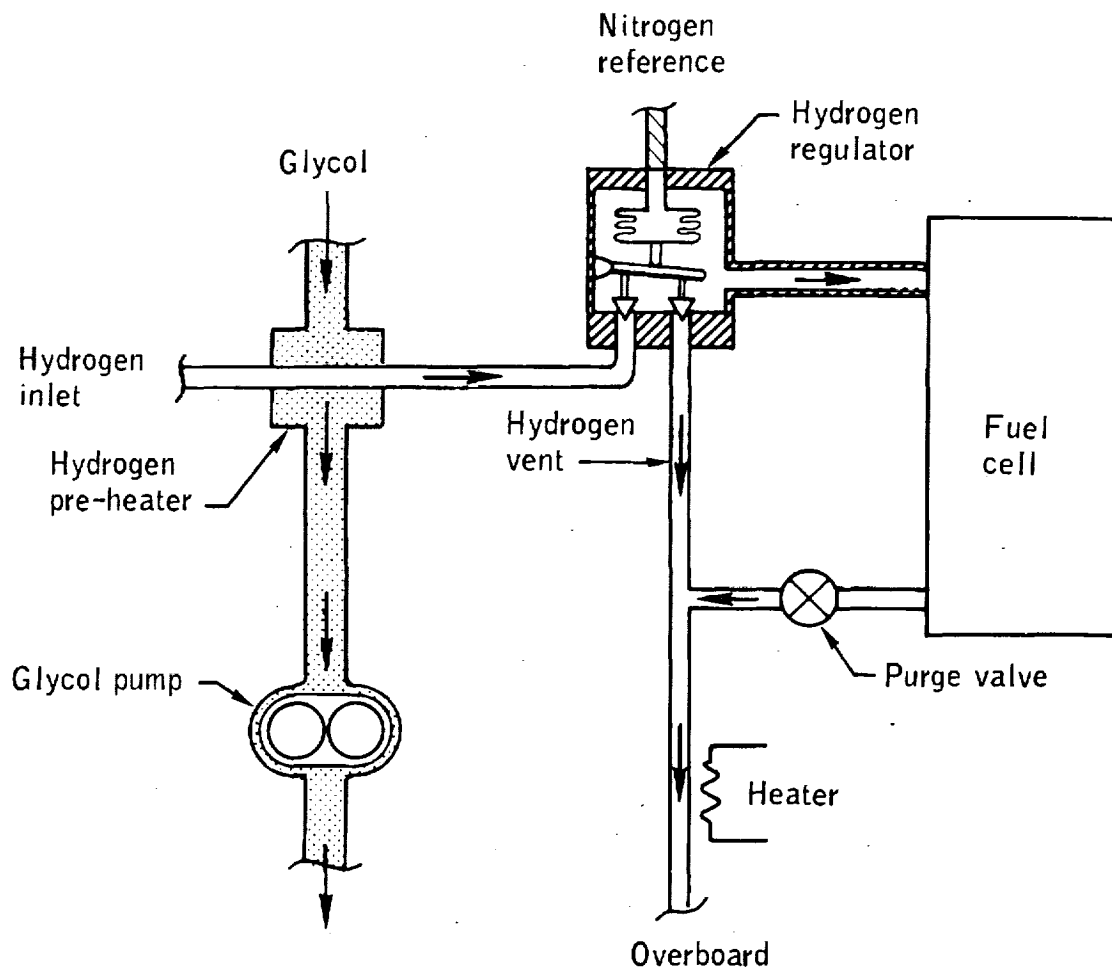 Nitrogen
reference
Hydrogen
regulator
Glycol
Hydrogen
inlet
Hydrogen
pre-heater
Hydrogen
vent
Fuel
cell
Glycol pump
Purge valve
Heater
Overboard